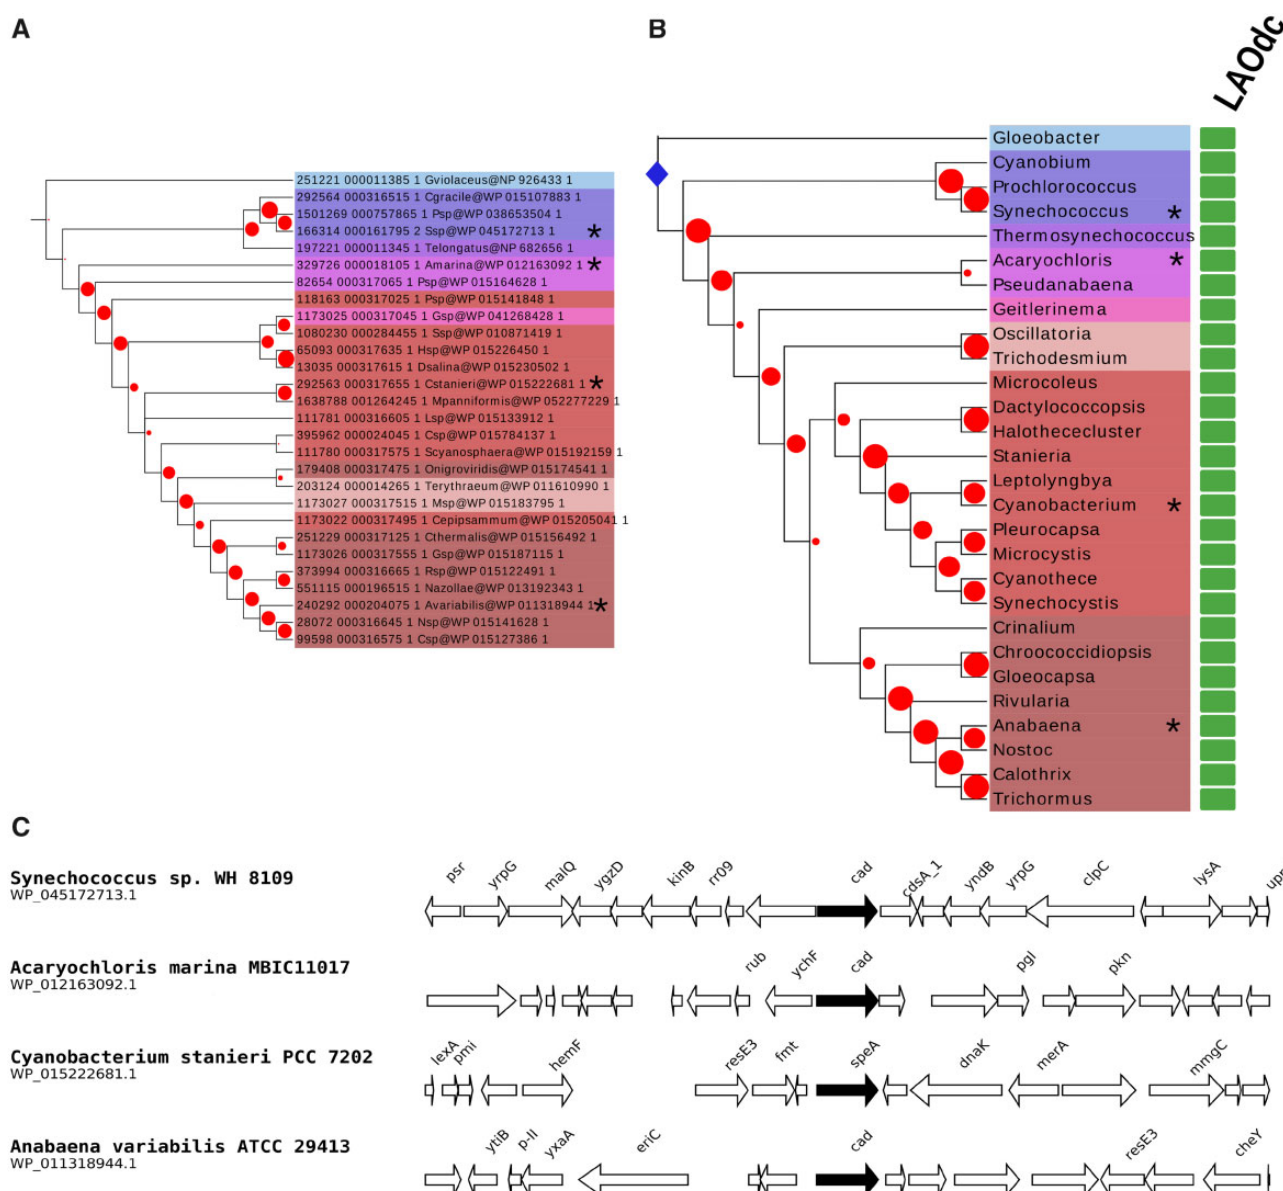 A
B
LAOdc
251221 000011385 1 Gviolaceus@NP 926433 1
292564 000316515 1 Cgracile@WP 015107883 1
1501269 000757865 1 Psp@WP 038653504 1
166314 000161795 2 Ssp@WP 045172713 1 *
197221 000011345 1 Telongatus@NP 682656 1
329726 000018105 1 Amarina@WP 012163092 1 *
82654 000317065 1 Psp@WP 015164628 1
118163 000317025 1 Psp@WP 015141848 1
1173025 000317045 1 Gsp@WP 041268428 1
1080230 000284455 1 Ssp@WP 010871419 1
65093 000317635 1 Hsp@WP 015226450 1
13035 000317615 1 Dsalina@WP 015230502 1
292563 000317655 1 Cstanieri@WP 015222681 1 *
1638788 001264245 1 Mpanniformis@WP 052277229 1
111781 000316605 1 Lsp@WP 015133912 1
395962 000024045 1 Csp@WP 015784137 1
111780 000317575 1 Scyanosphaera@WP 015192159 1
179408 000317475 1 Onigroviridis@WP 015174541 1
203124 000014265 1 Terythraeum@WP 011610990 1
1173027 000317515 1 Msp@WP 015183795 1
1173022 000317495 1 Cepipsammum@WP 015205041 1
251229 000317125 1 Cthermalis@WP 015156492 1
1173026 000317555 1 Gsp@WP 015187115 1
373994 000316665 1 Rsp@WP 015122491 1
551115 000196515 1 Nazollae@WP 013192343 1
240292 000204075 1 Avariabilis@WP 011318944 1 *
28072 000316645 1 Nsp@WP 015141628 1
99598 000316575 1 Csp@WP 015127386 1
Gloeobacter
Cyanobium
Prochlorococcus
Synechococcus *
Thermosynechococcus
Acaryochloris *
Pseudanabaena
Geitlerinema
Oscillatoria
Trichodesmium
Microcoleus
Dactylococcopsis
Halothececluster
Stanieria
Leptolyngbya
Cyanobacterium *
Pleurocapsa
Microcystis
Cyanothece
Synechocystis
Crinalium
Chroococcidiopsis
Gloeocapsa
Rivularia
Anabaena *
Nostoc
Calothrix
Trichormus
C
Synechococcus sp. WH 8109
WP_045172713.1
psr yrpG malQ ygzD kinB rr09 cad cdsA_1 yndB yrpG clpC lysA upp
Acaryochloris marina MBIC11017
WP_012163092.1
rub ychF cad pgl pkn
Cyanobacterium stanieri PCC 7202
WP_015222681.1
lexA pmi hemF resE3 fmt speA dnaK merA mmgC
Anabaena variabilis ATCC 29413
WP_011318944.1
ytlB p-II yxaA eriC cad resE3 cheY